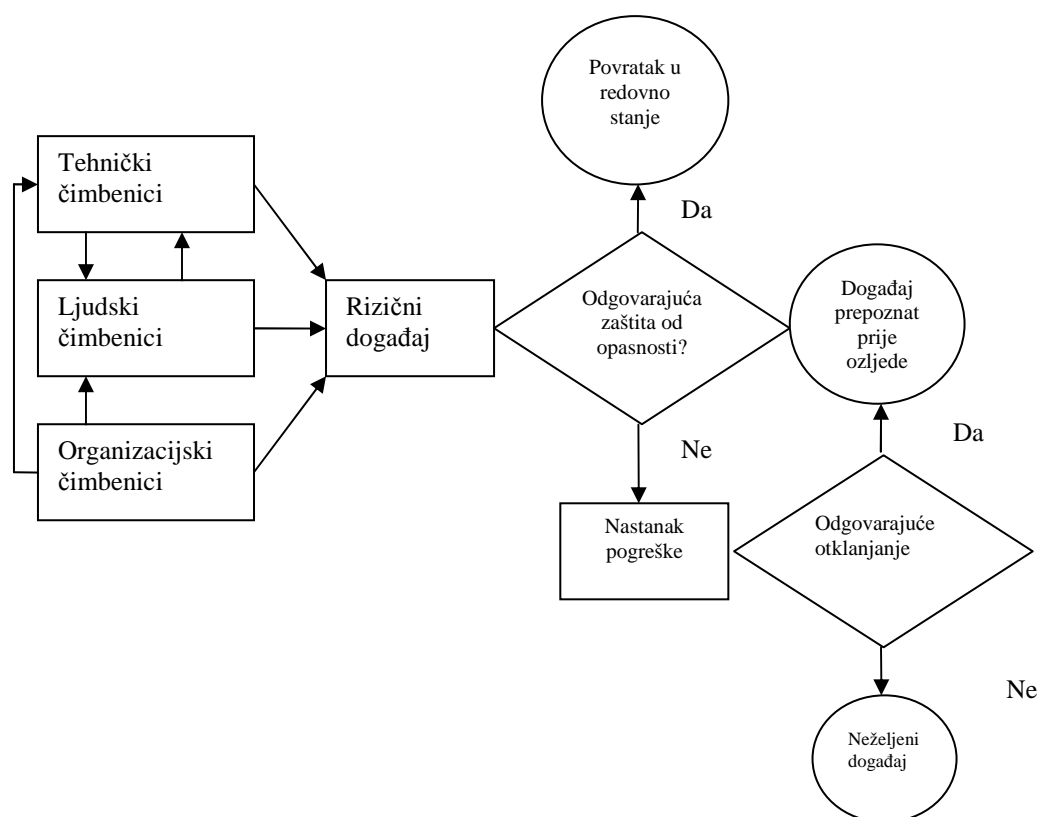 Povratak u
redovno
stanje
Tehnički
čimbenici
Da
Ljudski
čimbenici
Rizični
događaj
Odgovarajuća
zaštita od
opasnosti?
Događaj
prepoznat
prije
ozljede
Organizacijski
čimbenici
Ne
Da
Nastanak
pogreške
Odgovarajuće
otklanjanje
Ne
Neželjeni
događaj